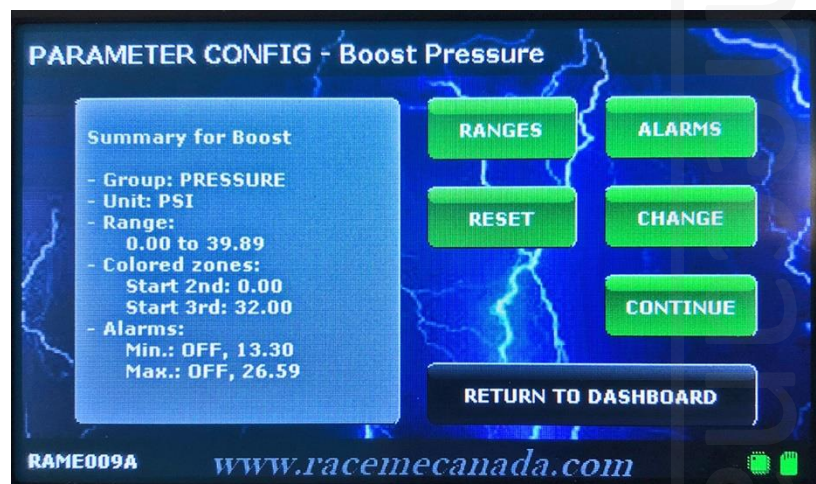 PARAMETER CONFIG - Boost Pressure
Summary for Boost
- Group: PRESSURE
- Unit: PSI
- Range:
0.00 to 39.89
- Colored zones:
Start 2nd: 0.00
Start 3rd: 32.00
- Alarms:
Min.: OFF, 13.30
Max.: OFF, 26.59
RANGES
ALARMS
RESET
CHANGE
CONTINUE
RETURN TO DASHBOARD
RAME009A
www.racemecanada.com